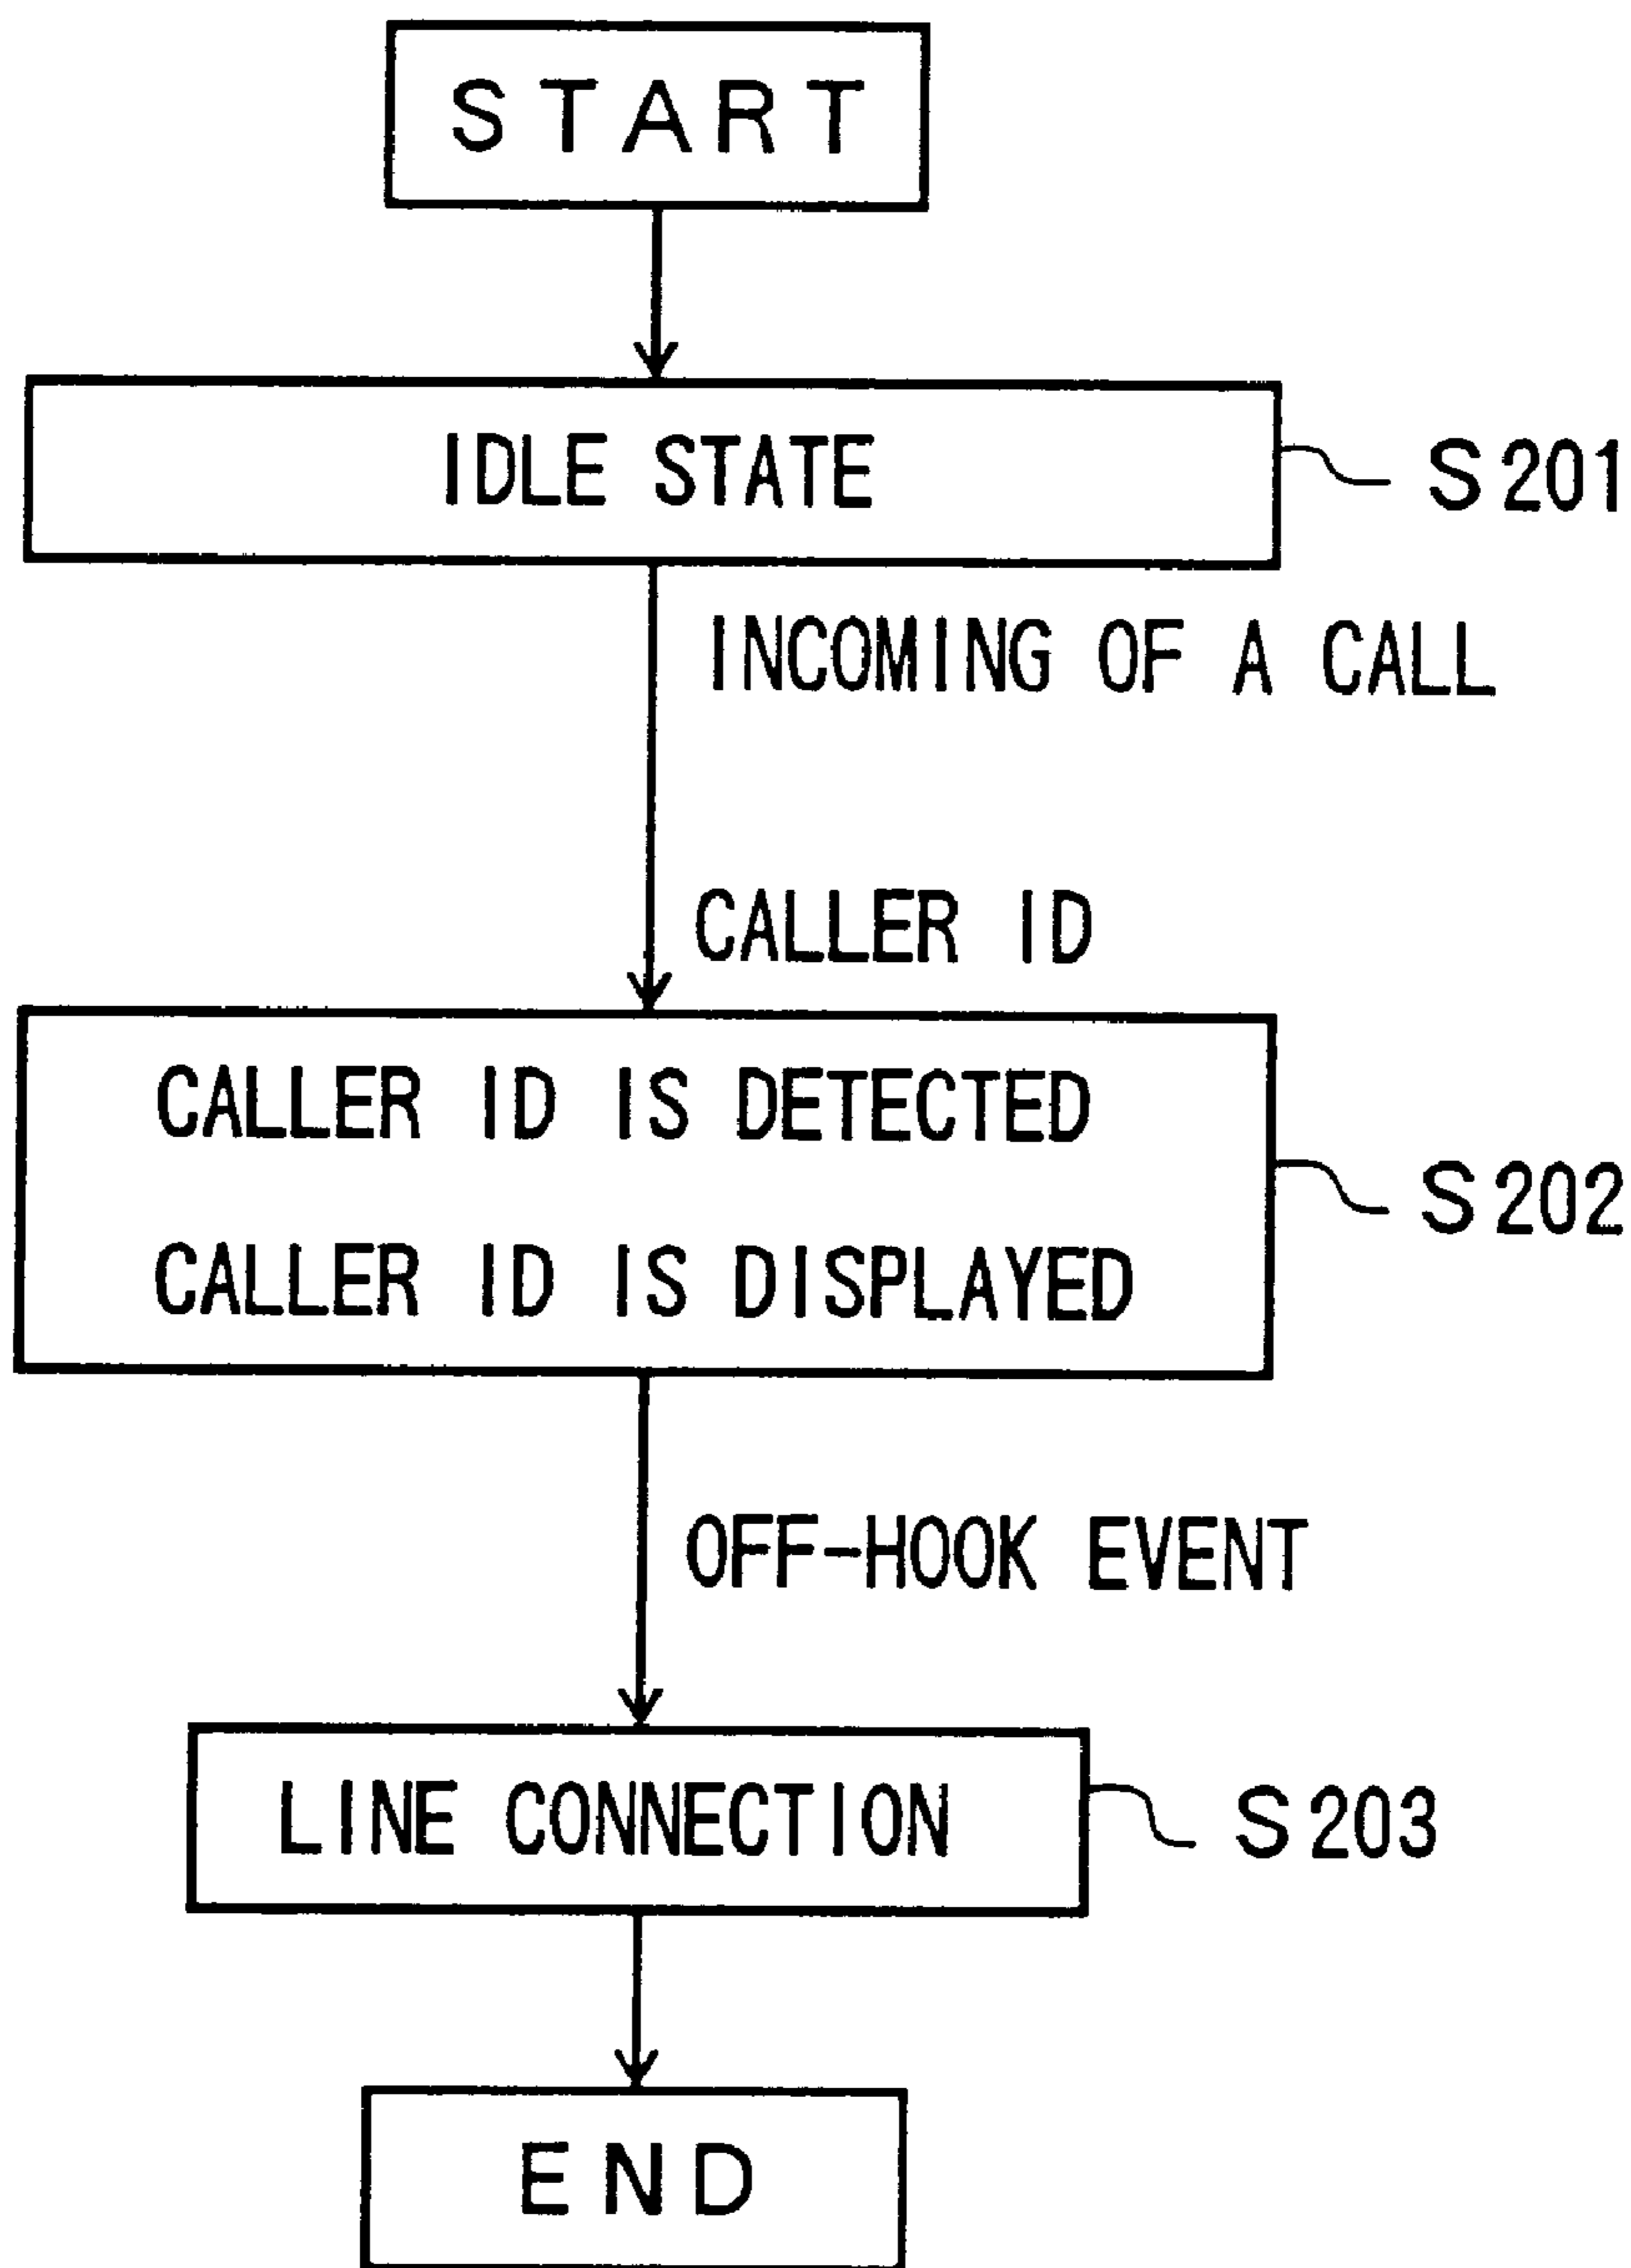 START
IDLE STATE
S201
INCOMING OF A CALL
CALLER ID
CALLER ID IS DETECTED
CALLER ID IS DISPLAYED
S202
OFF-HOOK EVENT
LINE CONNECTION
S203
END